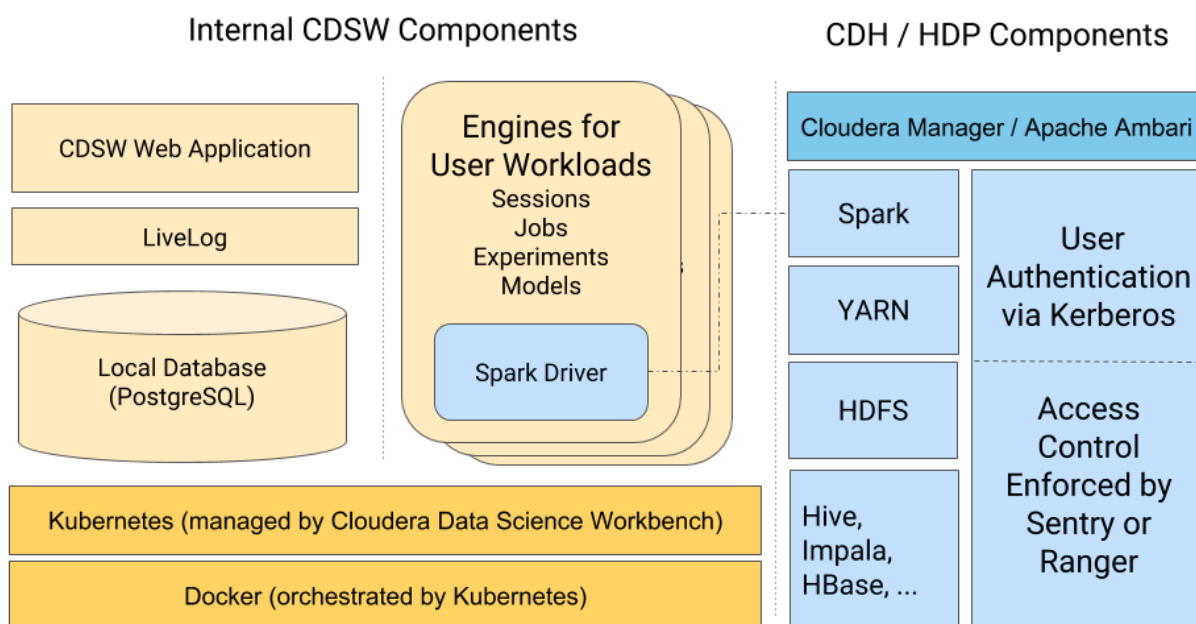 Internal CDSW Components
CDH / HDP Components
CDSW Web Application
LiveLog
Local Database
(PostgreSQL)
Engines for
User Workloads
Sessions
Jobs
Experiments
Models
Spark Driver
Kubernetes (managed by Cloudera Data Science Workbench)
Docker (orchestrated by Kubernetes)
Cloudera Manager / Apache Ambari
Spark
YARN
HDFS
Hive,
Impala,
HBase, ...
User
Authentication
via Kerberos
Access
Control
Enforced by
Sentry or
Ranger